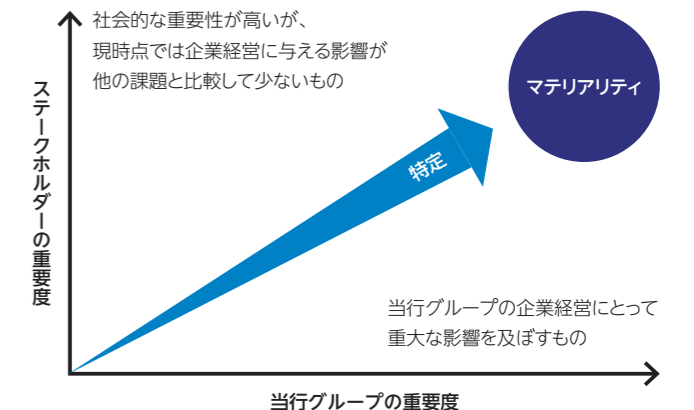 社会的な重要性が高いが、
現時点では企業経営に与える影響が
他の課題と比較して少ないもの
マテリアリティ
ステークホルダーの重要度
特定
当行グループの企業経営にとって
重大な影響を及ぼすもの
当行グループの重要度